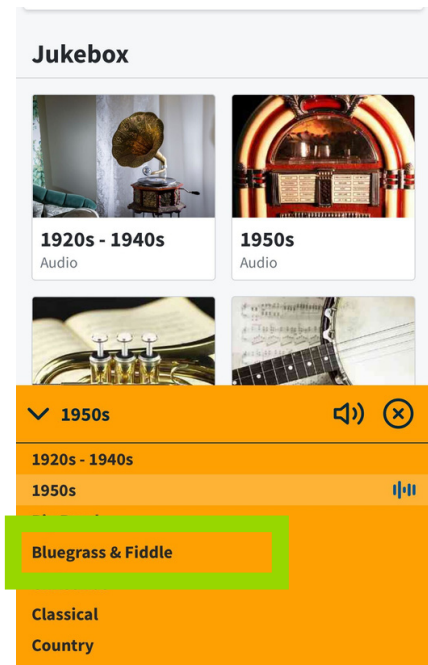 Jukebox
1920s - 1940s
Audio
1950s
Audio
1950s
1920s - 1940s
1950s
Bluegrass & Fiddle
Classical
Country